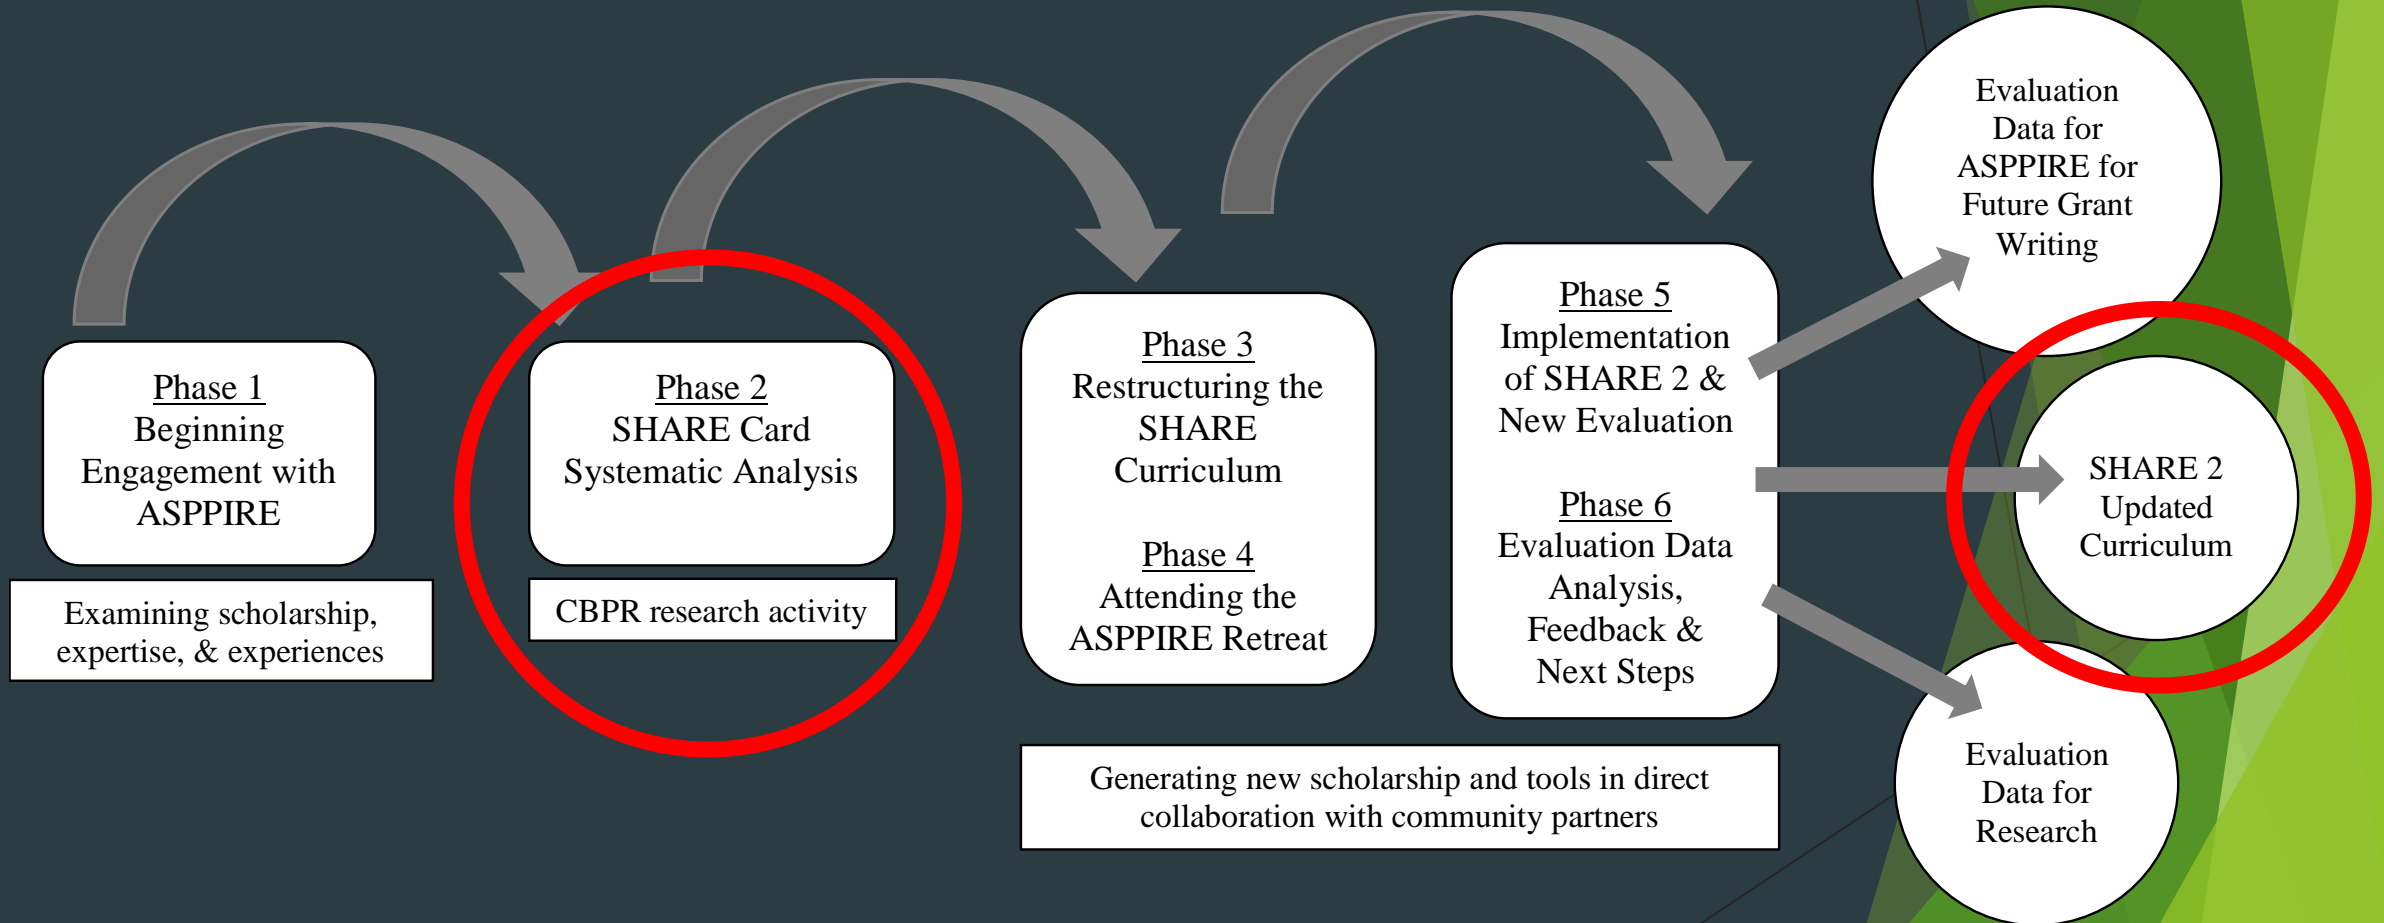 Phase 1
Beginning
Engagement with
ASPPIRE
Examining scholarship,
expertise, & experiences
Phase 2
SHARE Card
Systematic Analysis
CBPR research activity
Phase 3
Restructuring the
SHARE
Curriculum
Phase 4
Attending the
ASPPIRE Retreat
Phase 5
Implementation
of SHARE 2 &
New Evaluation
Phase 6
Evaluation Data
Analysis,
Feedback &
Next Steps
Generating new scholarship and tools in direct
collaboration with community partners
Evaluation
Data for
ASPPIRE for
Future Grant
Writing
SHARE 2
Updated
Curriculum
Evaluation
Data for
Research